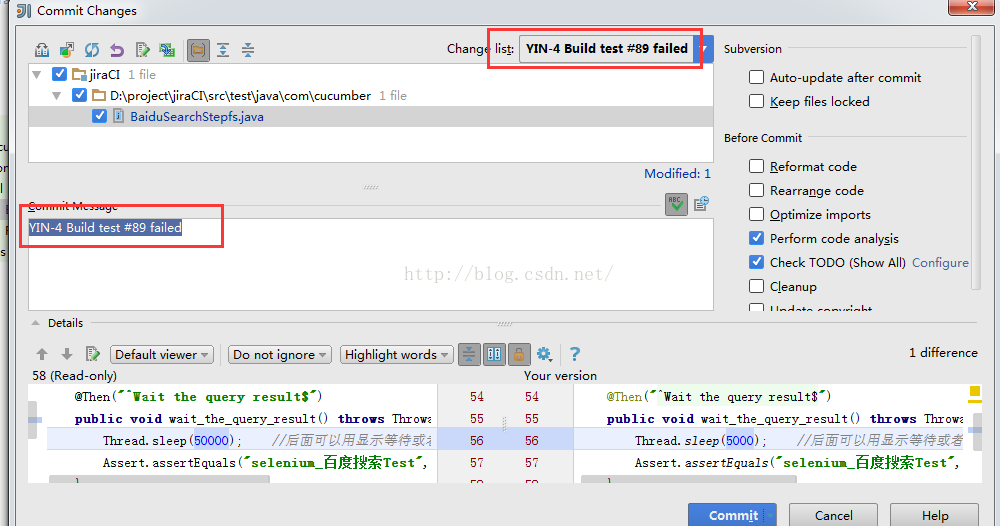 Commit Changes
Change list: YIN-4 Build test #89 failed
Subversion
jiraCI 1 file
Auto-update after commit
D:\project\jiraCI\src\test\java\com\cucumber 1 file
Keep files locked
BaiduSearchStepfs.java
Before Commit
Reformat code
Modified: 1
Rearrange code
Commit Message
Optimize imports
YIN-4 Build test #89 failed
Perform code analysis
Check TODO (Show All) Configure
http://blog.csdn.net/
Cleanup
Update copyright
Details
Default viewer
Do not ignore
Highlight words
?
1 difference
58 (Read-only)
Your version
@Then("^Wait the query result$") 54 54 @Then("^Wait the query result$")
public void wait_the_query_result() throws Throwa 55 55 public void wait_the_query_result() throws Throwa
Thread.sleep(50000); //后面可以用显示等待或者 56 56 Thread.sleep(5000); //后面可以用显示等待或者
Assert.assertEquals("selenium_百度搜索Test", 57 57 Assert.assertEquals("selenium_百度搜索Test",
Commit
Cancel
Help